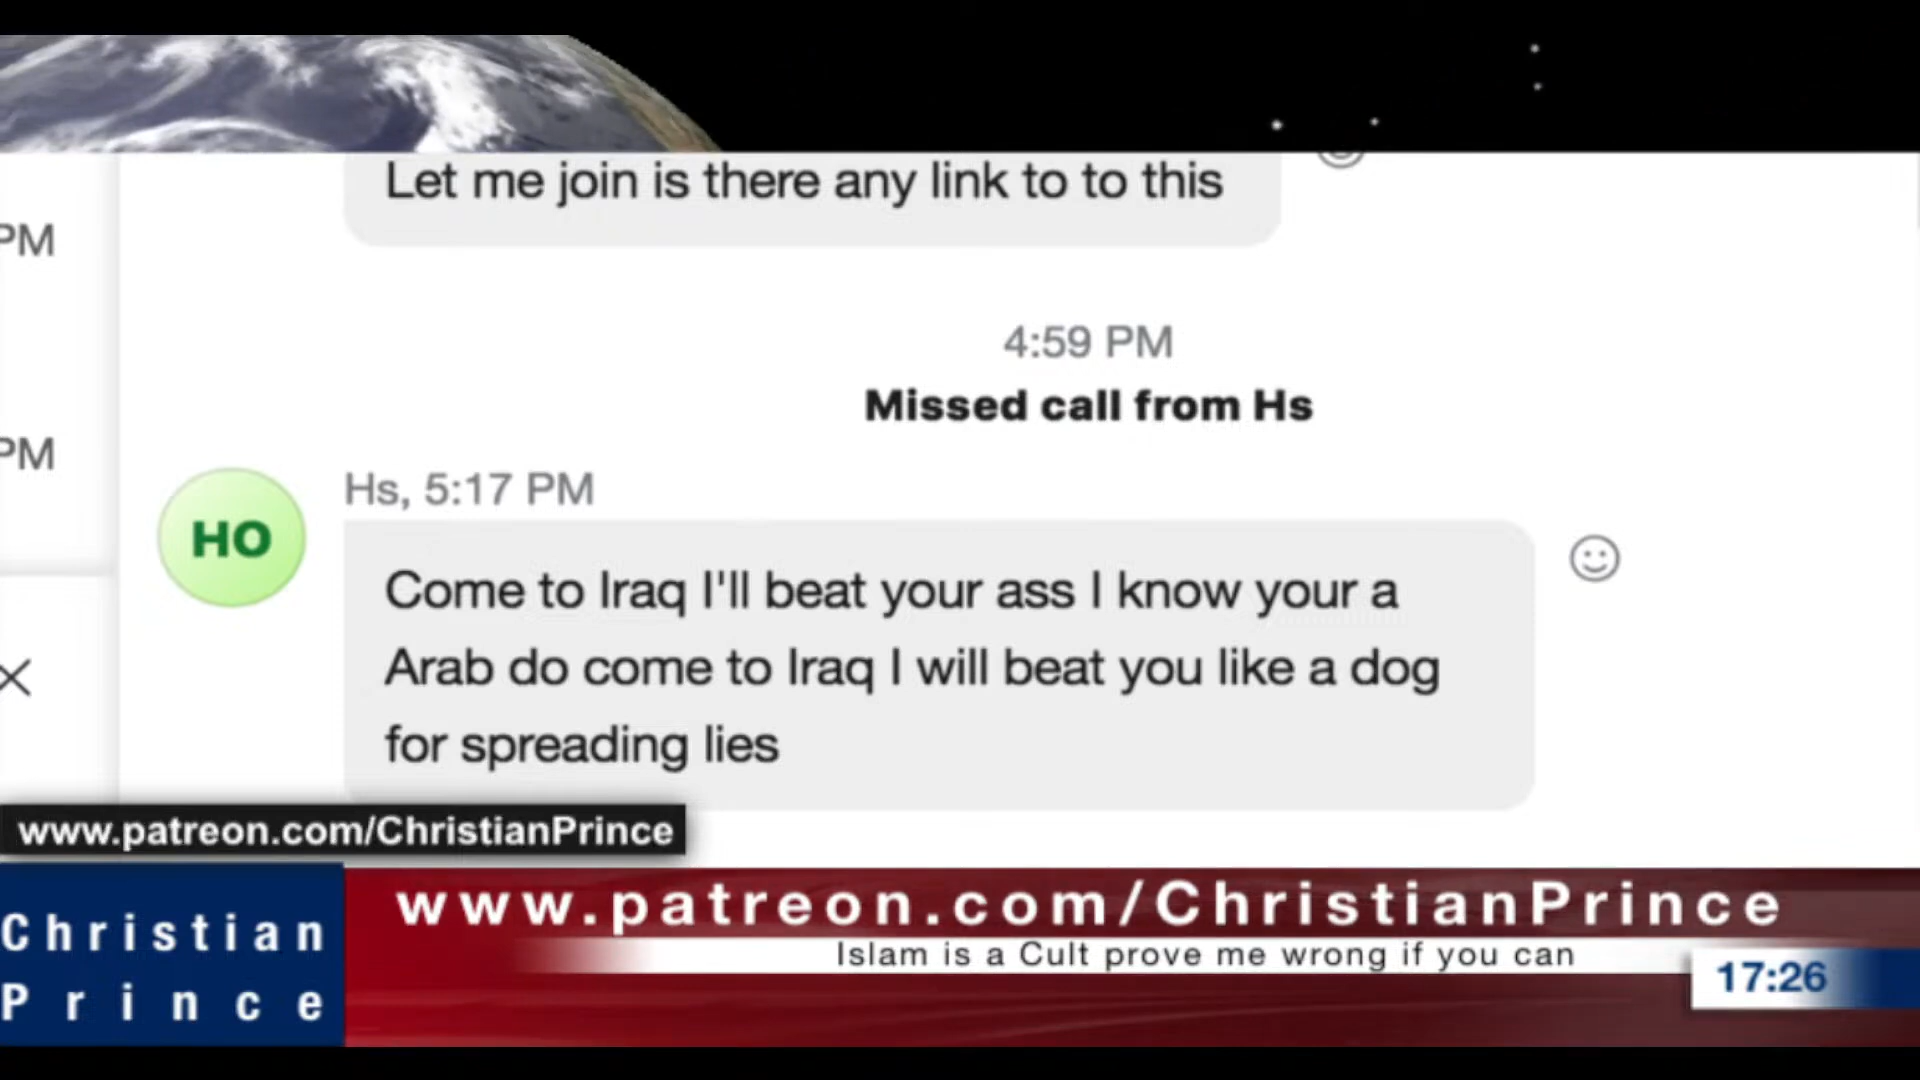 Let me join is there any link to to this
PM
4:59 PM
Missed call from Hs
PM
Hs, 5:17 PM
HO
Come to Iraq I'll beat your ass I know your a
Arab do come to Iraq I will beat you like a dog
for spreading lies
www.patreon.com/ChristianPrince
Christian
Prince
www.patreon.com/ChristianPrince
Islam is a Cult prove me wrong if you can
17:26